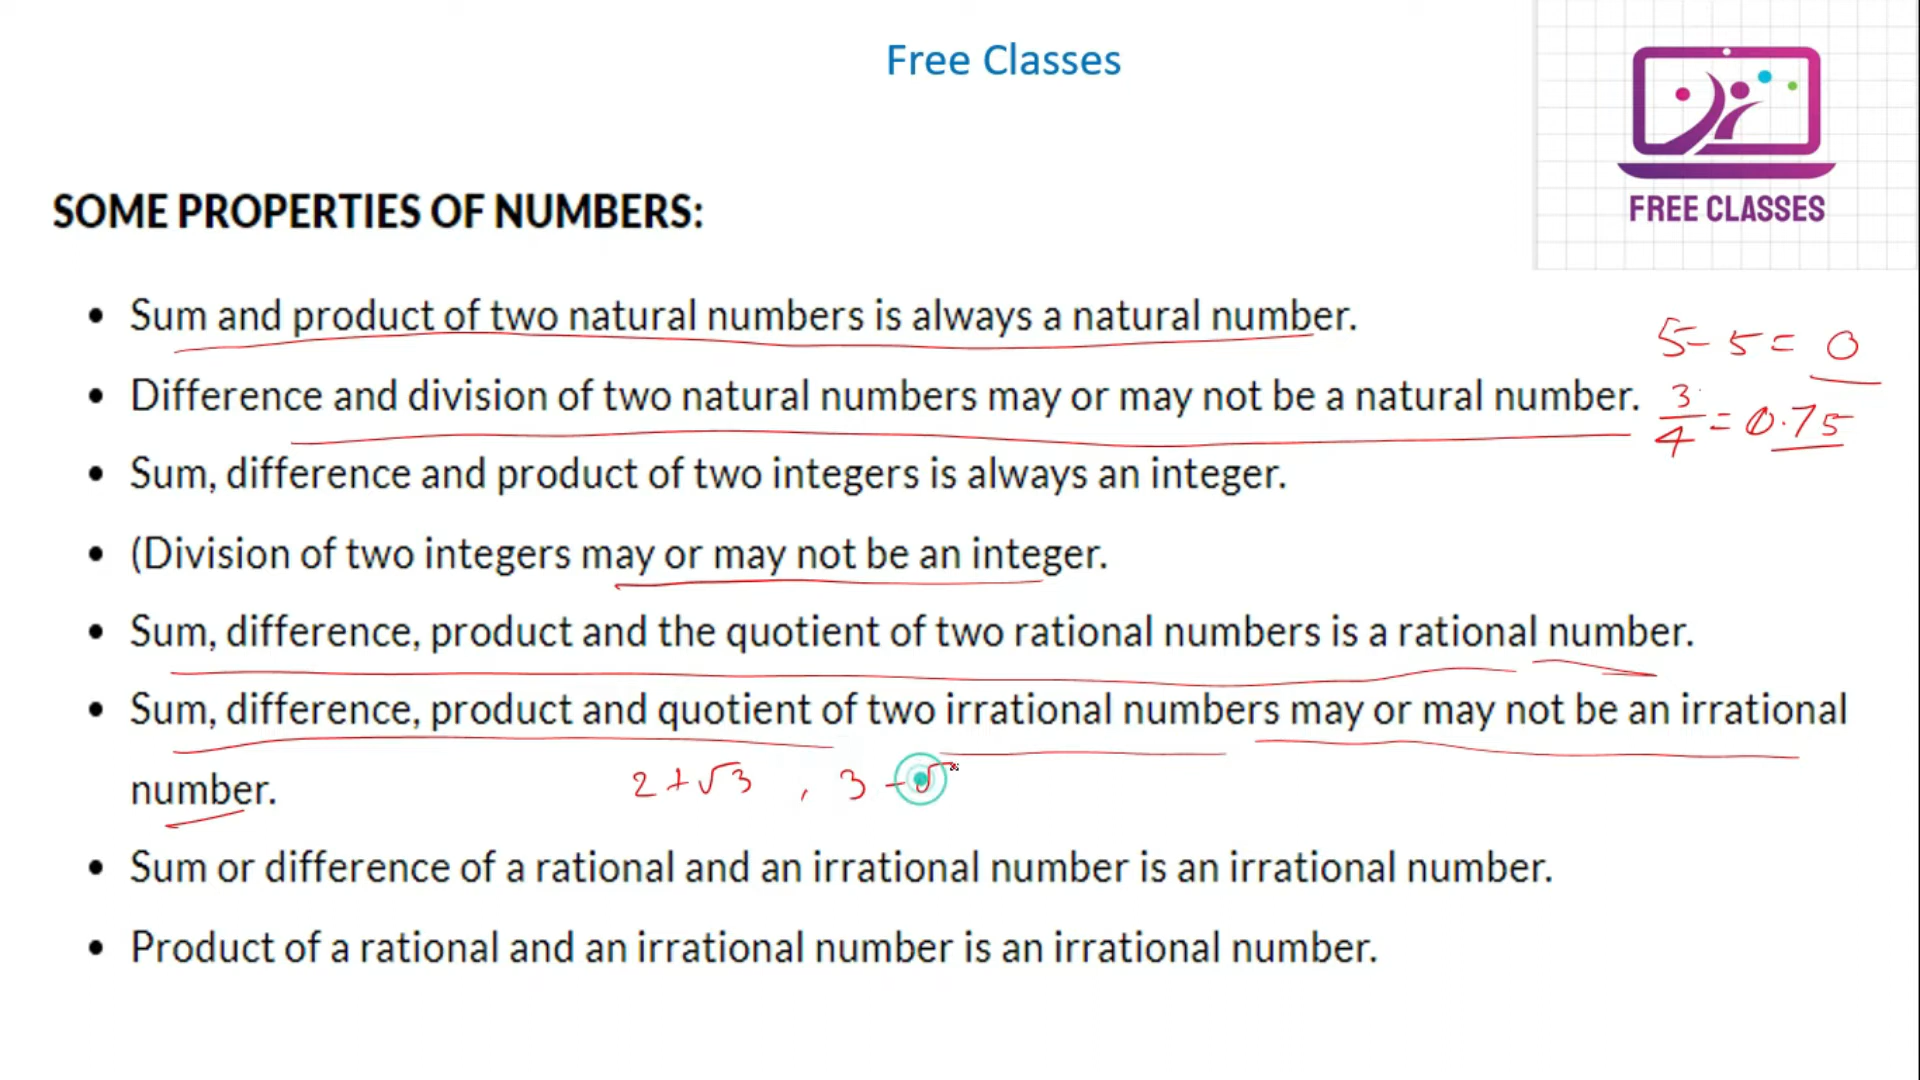 Free Classes
FREE CLASSES
SOME PROPERTIES OF NUMBERS:
• Sum and product of two natural numbers is always a natural number.
5 - 5 = 0
• Difference and division of two natural numbers may or may not be a natural number.
3/4 = 0.75
• Sum, difference and product of two integers is always an integer.
• (Division of two integers may or may not be an integer.
• Sum, difference, product and the quotient of two rational numbers is a rational number.
• Sum, difference, product and quotient of two irrational numbers may or may not be an irrational
number.
2 + √3 , 3 - √
• Sum or difference of a rational and an irrational number is an irrational number.
• Product of a rational and an irrational number is an irrational number.